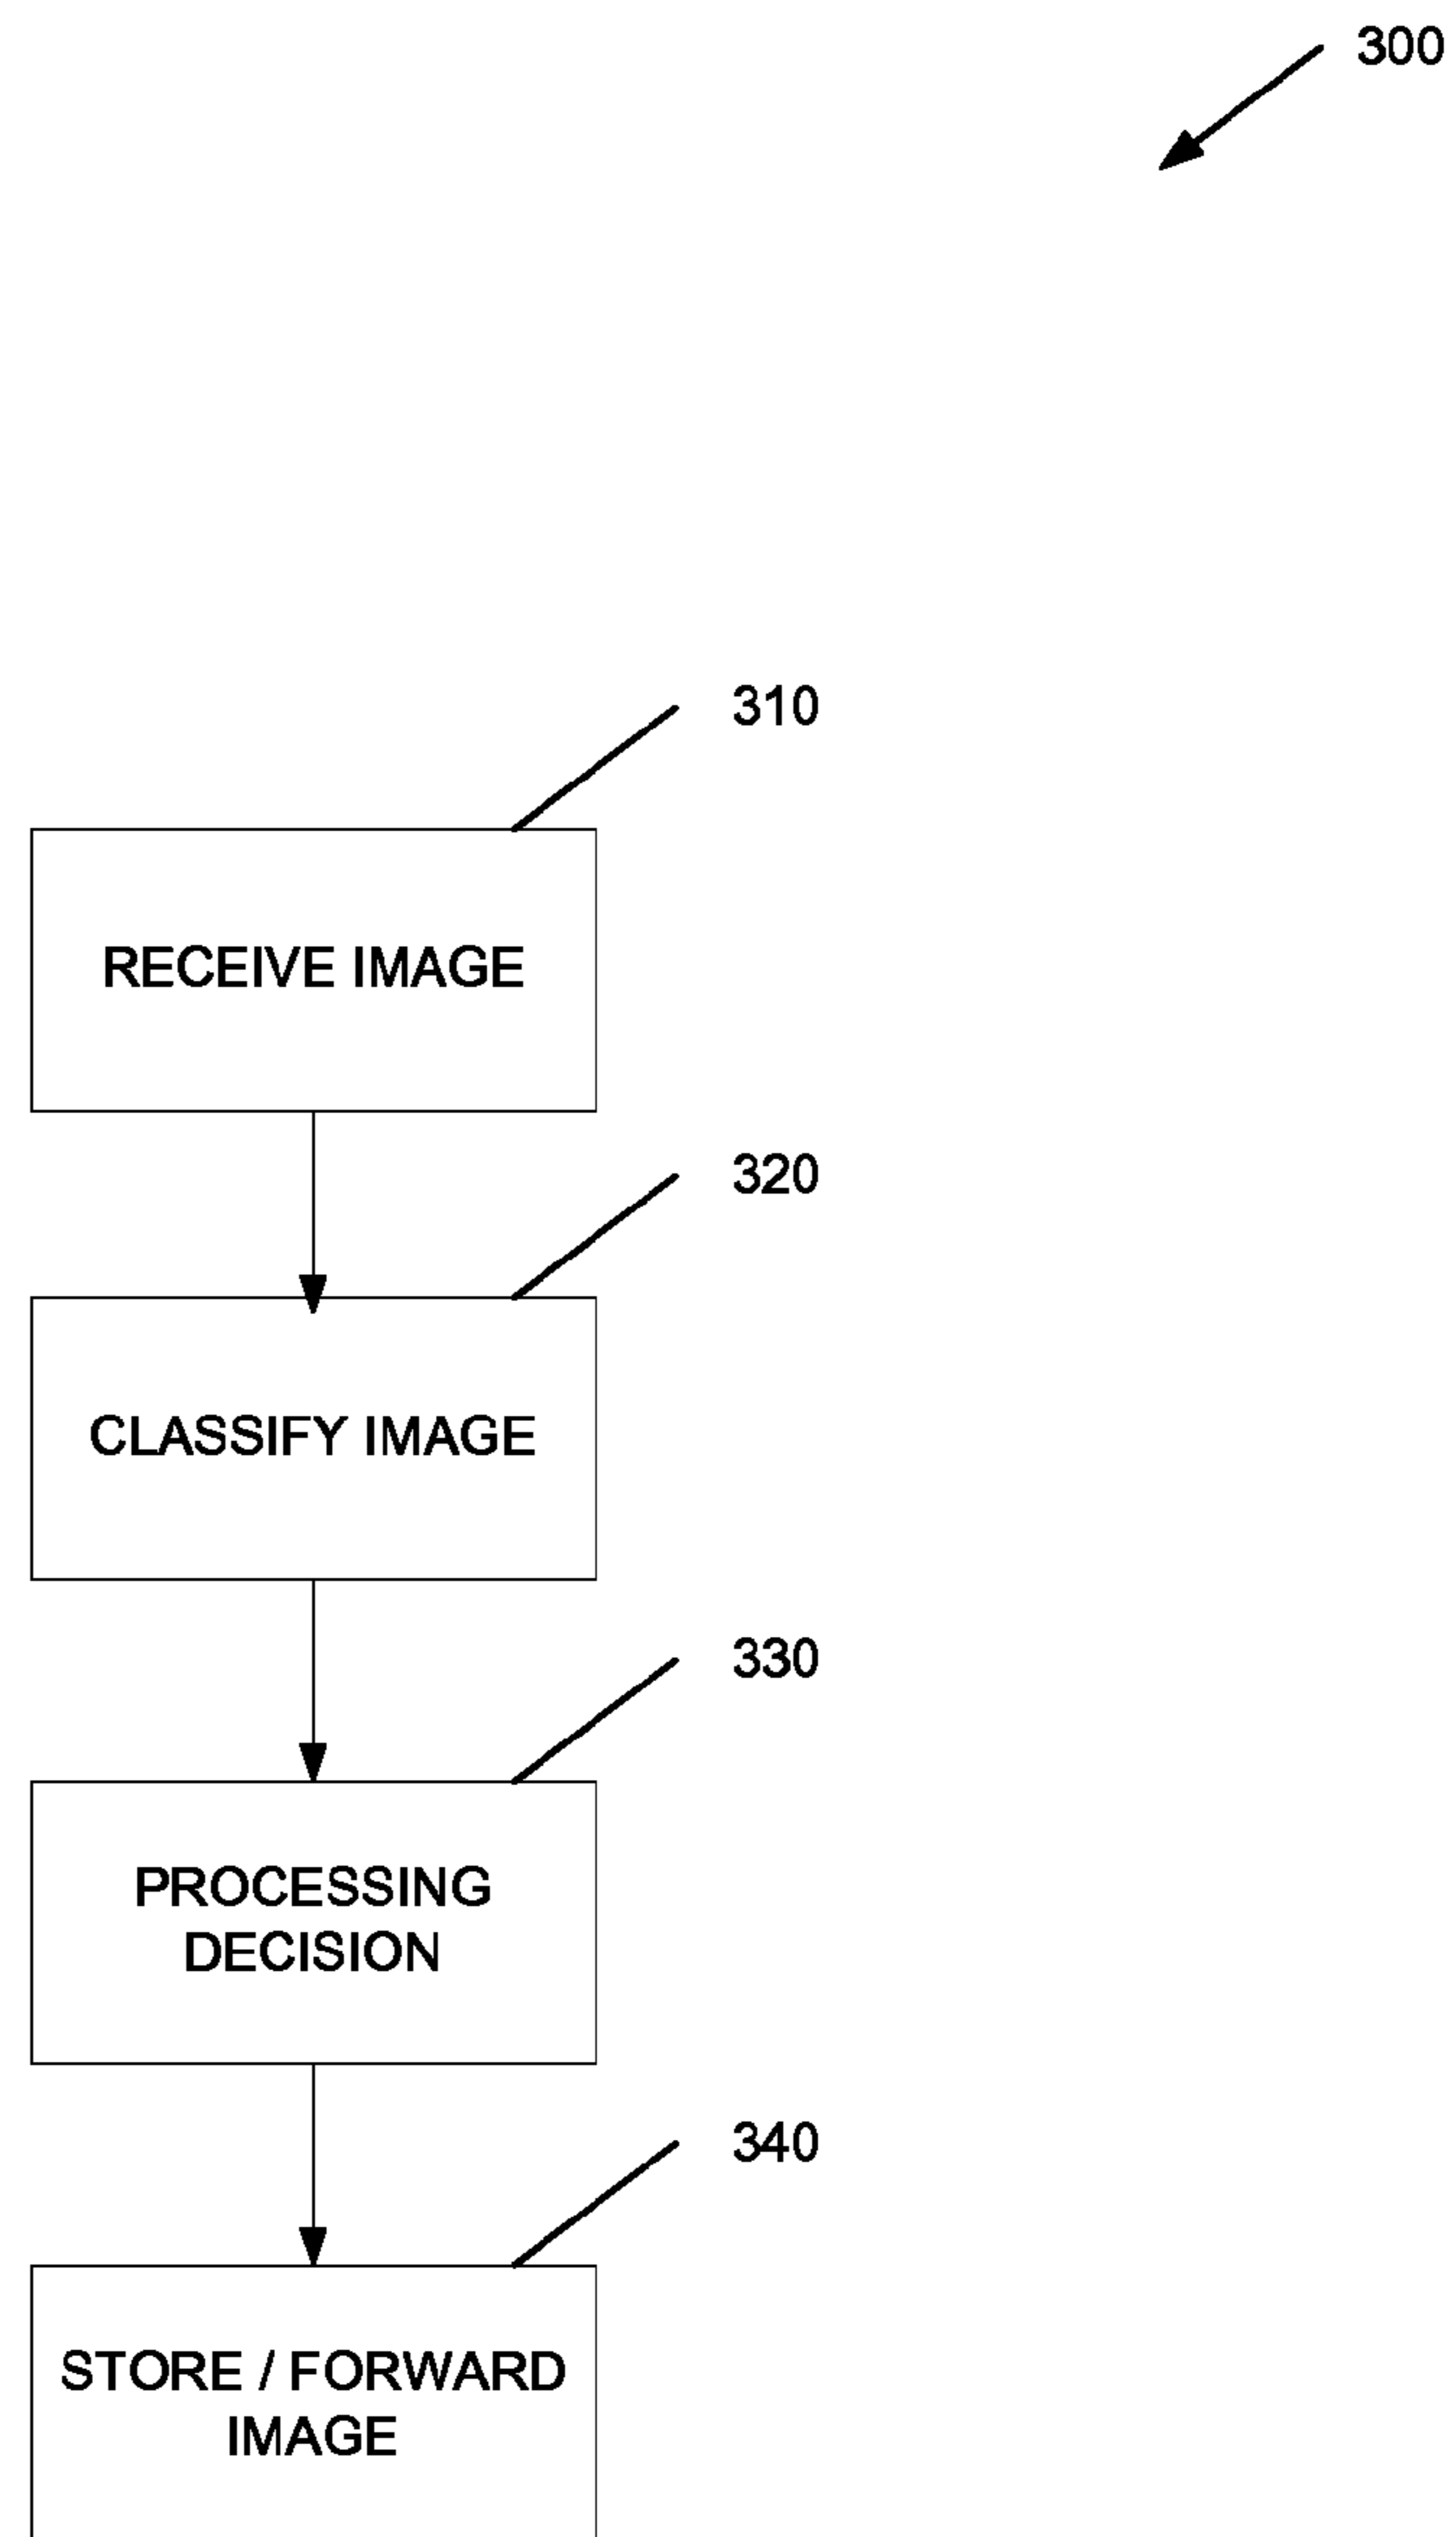 300
310
RECEIVE IMAGE
320
CLASSIFY IMAGE
330
PROCESSING
DECISION
340
STORE / FORWARD
IMAGE